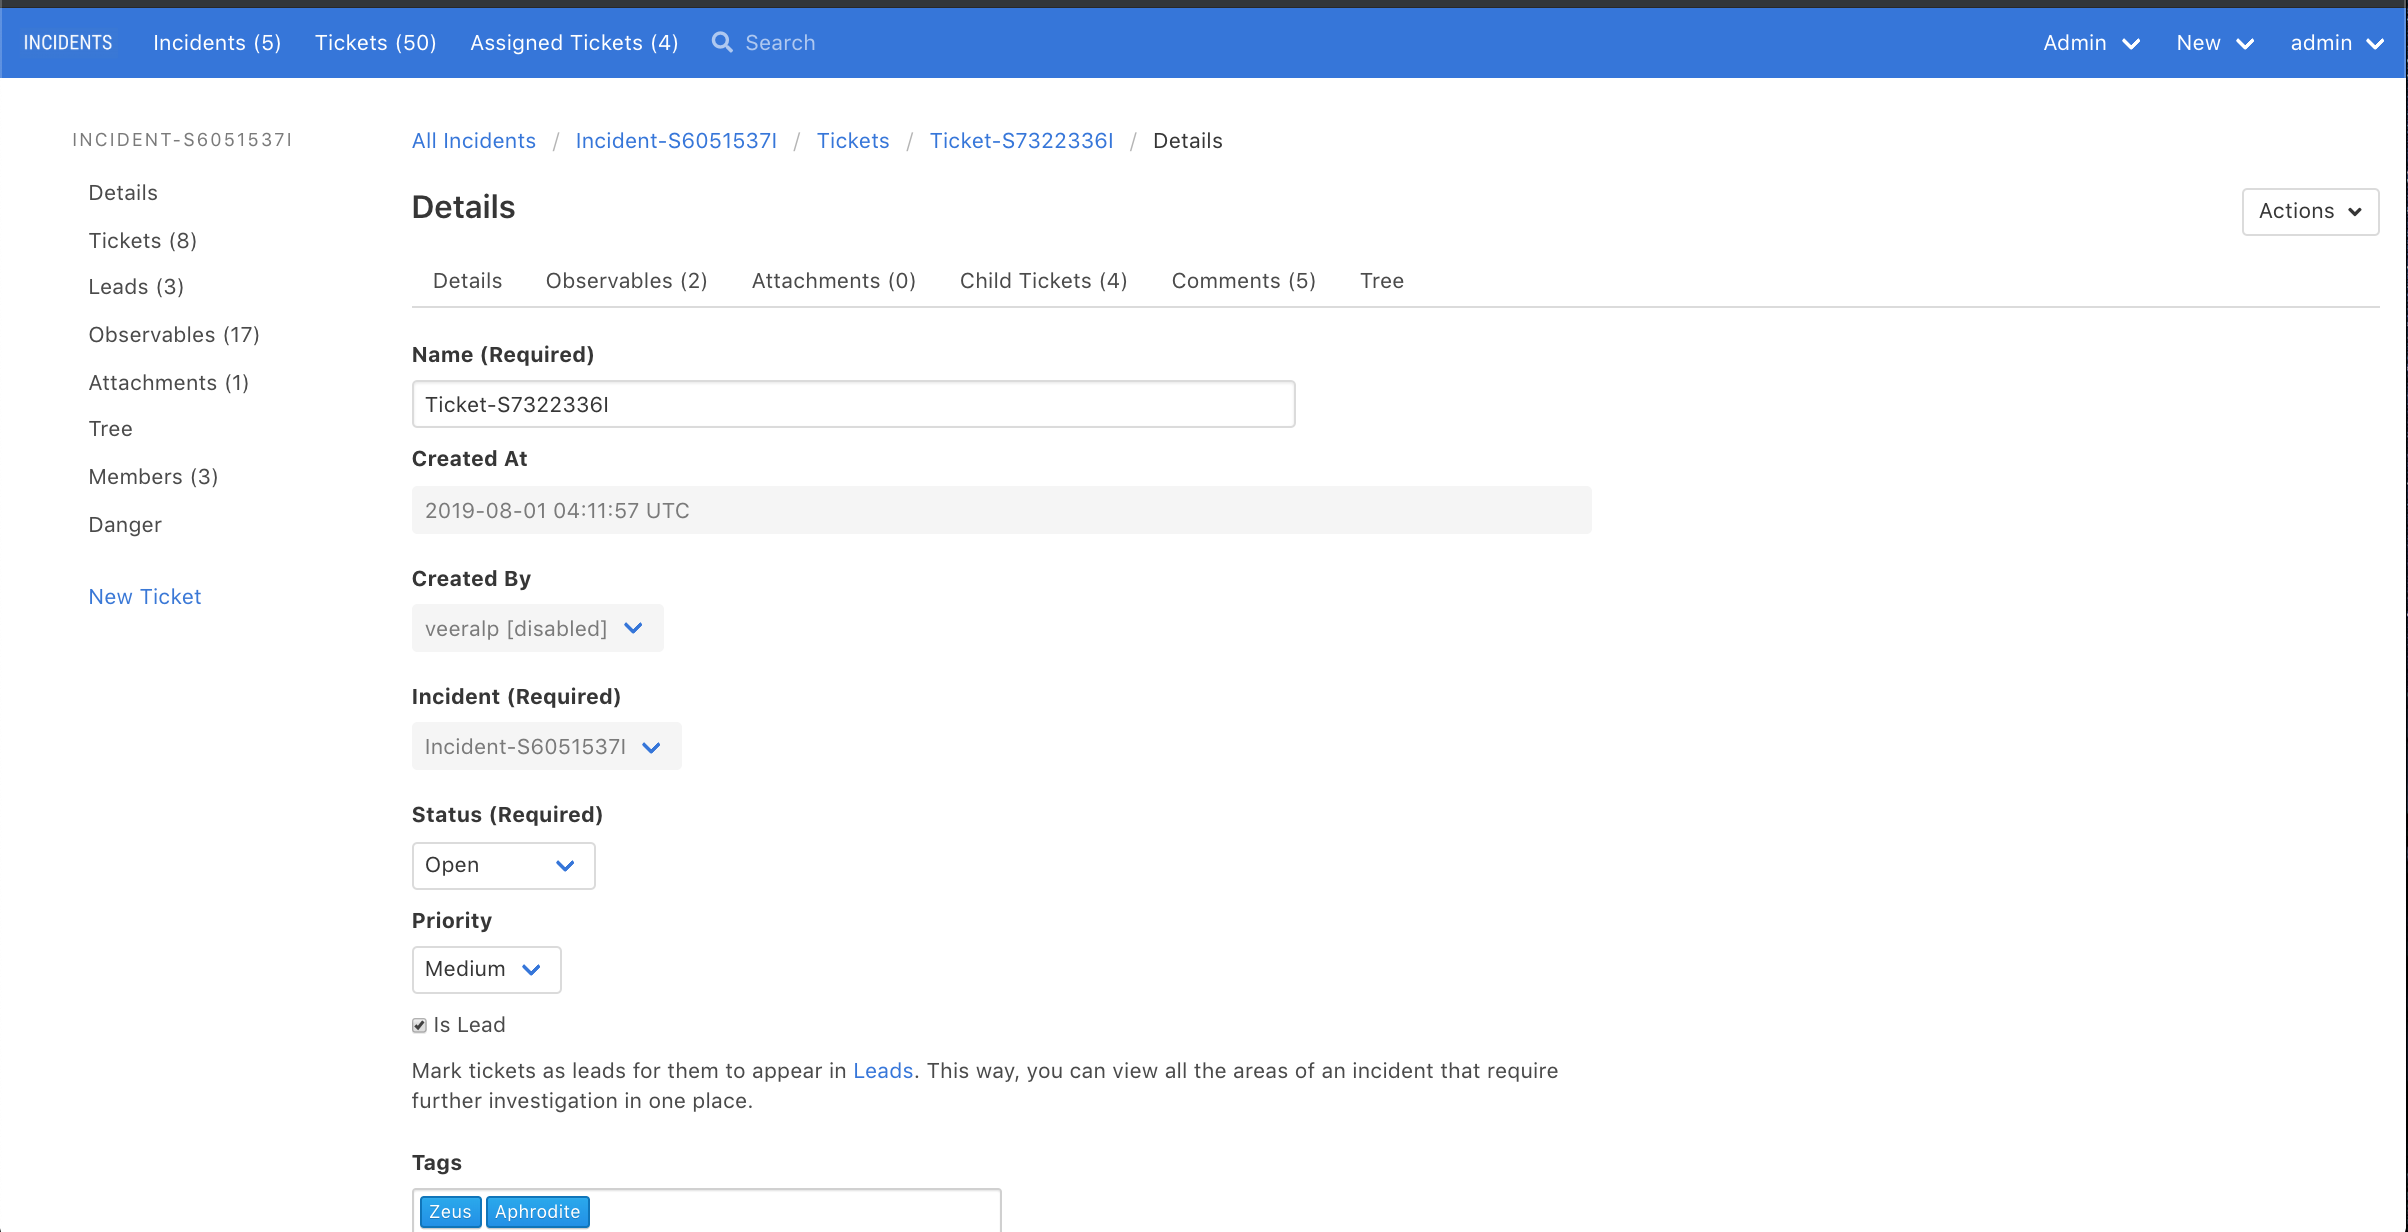 INCIDENTS Incidents (5) Tickets (50) Assigned Tickets (4) Search Admin New admin
INCIDENT-S6051537I
Details
Tickets (8)
Leads (3)
Observables (17)
Attachments (1)
Tree
Members (3)
Danger
New Ticket
All Incidents / Incident-S6051537I / Tickets / Ticket-S7322336I / Details
Details
Actions
Details Observables (2) Attachments (0) Child Tickets (4) Comments (5) Tree
Name (Required)
Ticket-S7322336I
Created At
2019-08-01 04:11:57 UTC
Created By
veeralp [disabled]
Incident (Required)
Incident-S6051537I
Status (Required)
Open
Priority
Medium
Is Lead
Mark tickets as leads for them to appear in Leads. This way, you can view all the areas of an incident that require
further investigation in one place.
Tags
Zeus Aphrodite